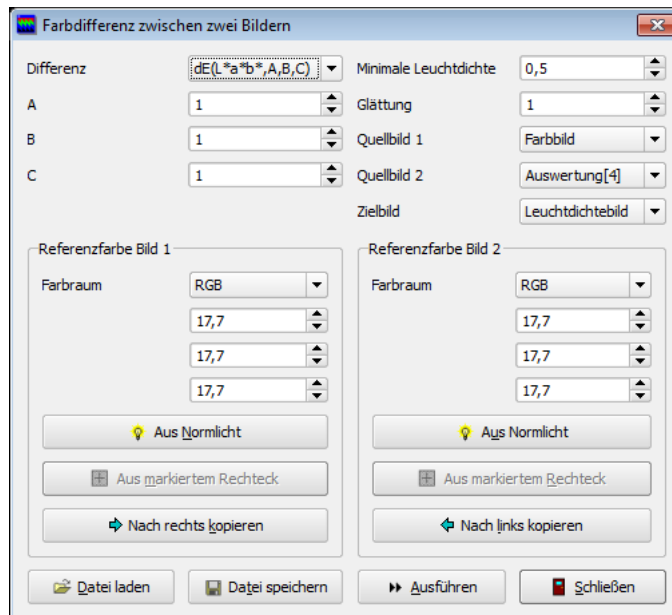 Farbdifferenz zwischen zwei Bildern
Differenz dE(L*a*b*,A,B,C) Minimale Leuchtdichte 0,5
A 1 Glättung 1
B 1 Quellbild 1 Farbbild
C 1 Quellbild 2 Auswertung[4]
Zielbild Leuchtdichtebild
Referenzfarbe Bild 1 Referenzfarbe Bild 2
Farbraum RGB Farbraum RGB
17,7 17,7
17,7 17,7
17,7 17,7
Aus Normlicht Aus Normlicht
Aus markiertem Rechteck Aus markiertem Rechteck
Nach rechts kopieren Nach links kopieren
Datei laden Datei speichern Ausführen Schließen